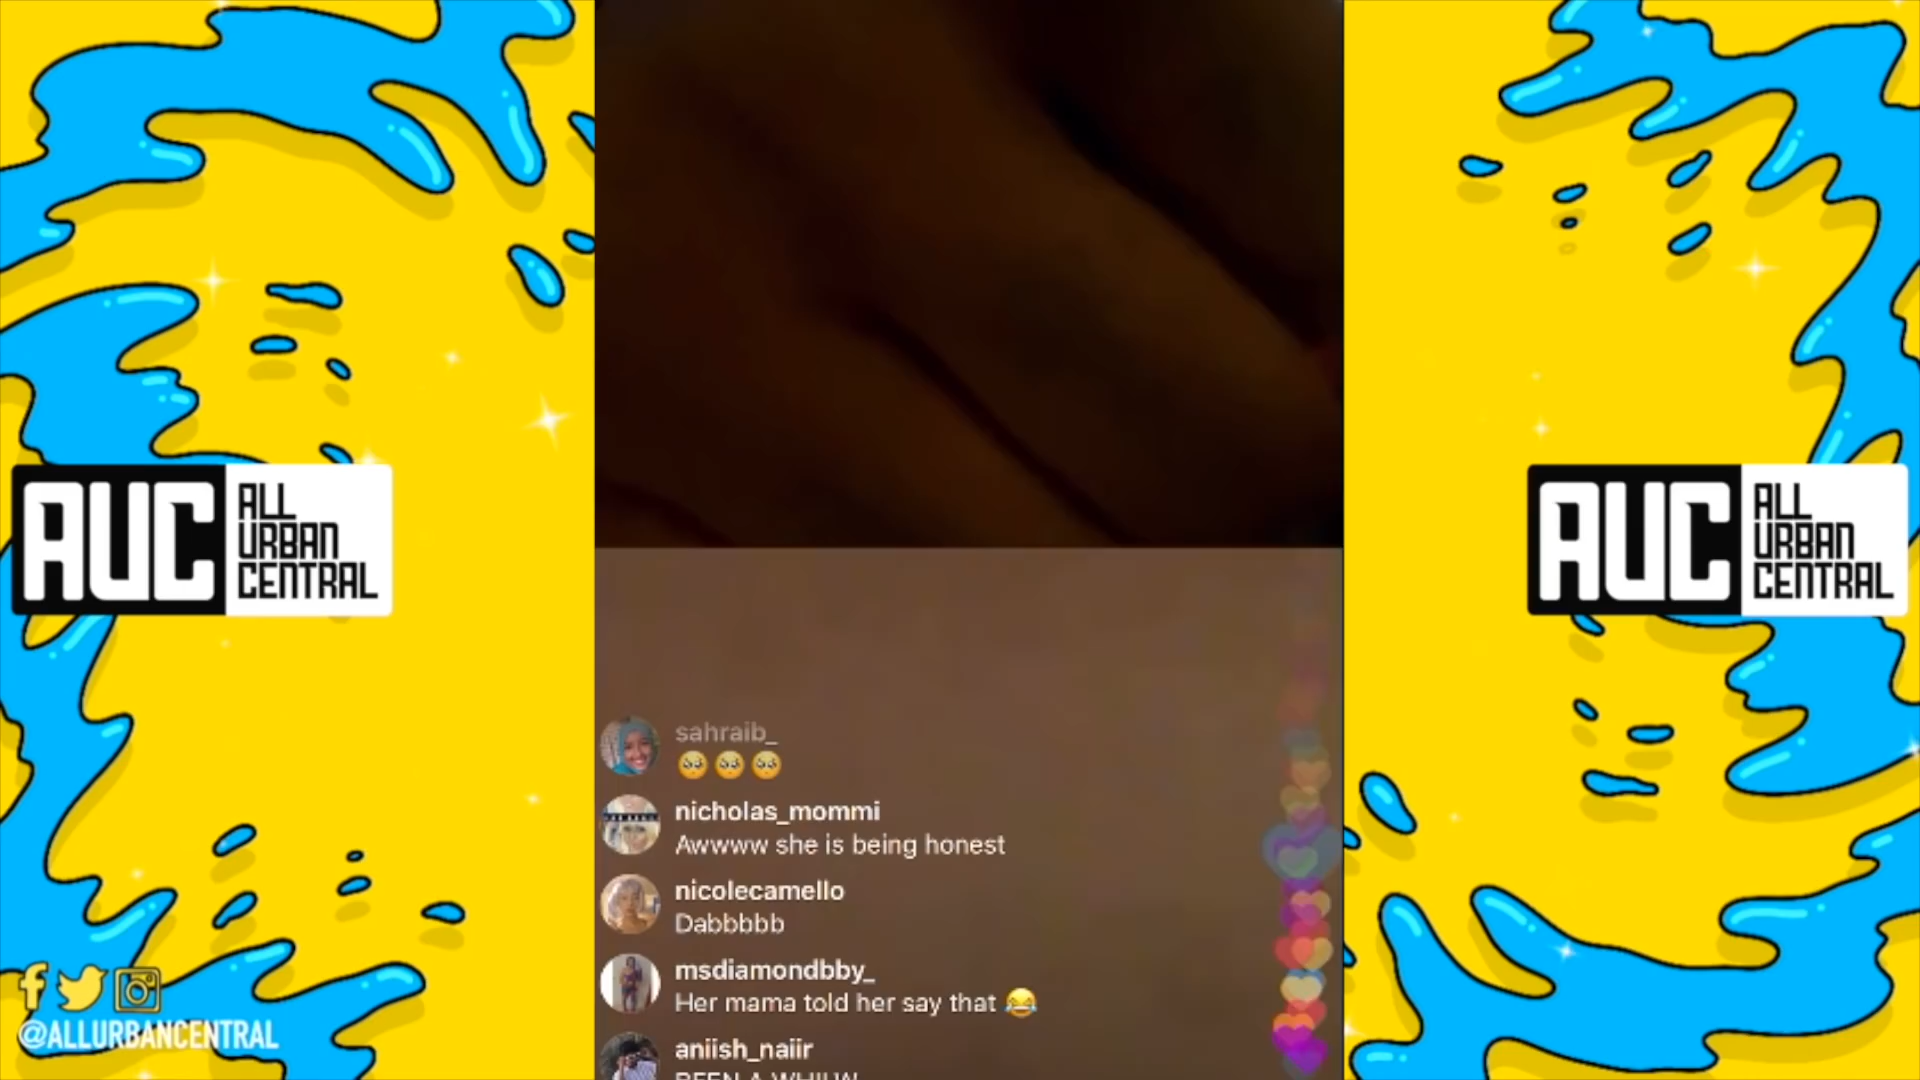 AUC
ALL
URBAN
CENTRAL
AUC
ALL
URBAN
CENTRAL
sahraib_
🥺🥺🥺
nicholas_mommi
Awwww she is being honest
nicolecamello
Dabbbbb
msdiamondbby_
Her mama told her say that 😂
aniish_naiir
BEEN A
@ALLURBANCENTRAL